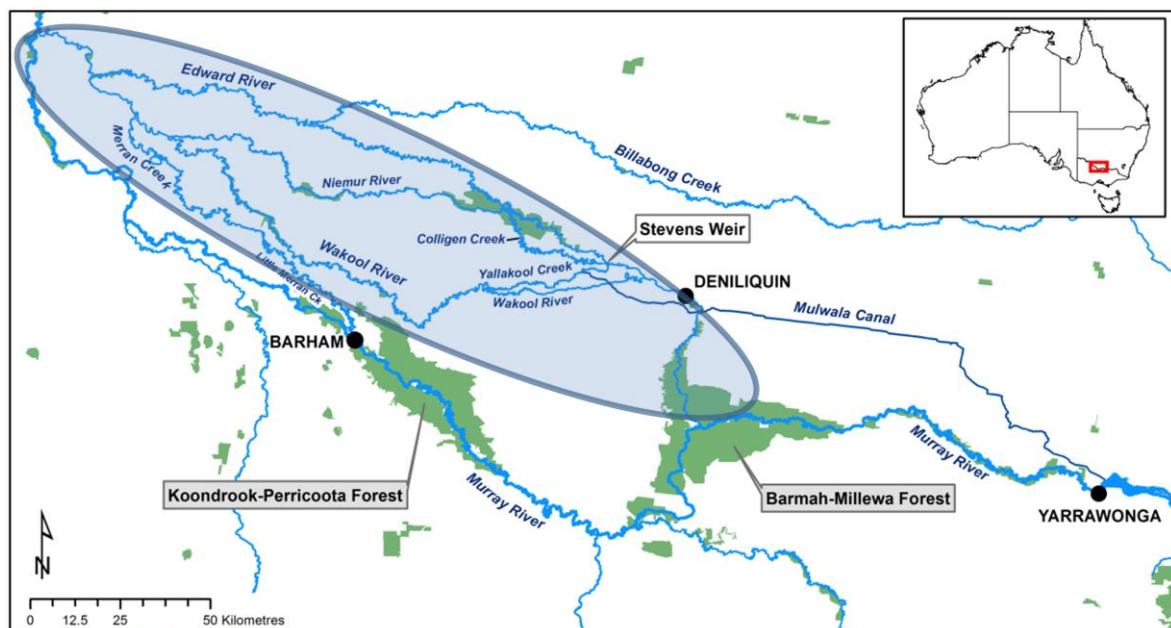 Edward River
Merran Creek
Billabong Creek
Niemur River
Colligen Creek
Stevens Weir
Wakool River
Yallakool Creek
DENILIQUIN
Little Merran Ck
Wakool River
Mulwala Canal
BARHAM
Koondrook-Perricoota Forest
Murray River
Murray River
Barmah-Millewa Forest
YARRAWONGA
N
0 12.5 25 50 Kilometres